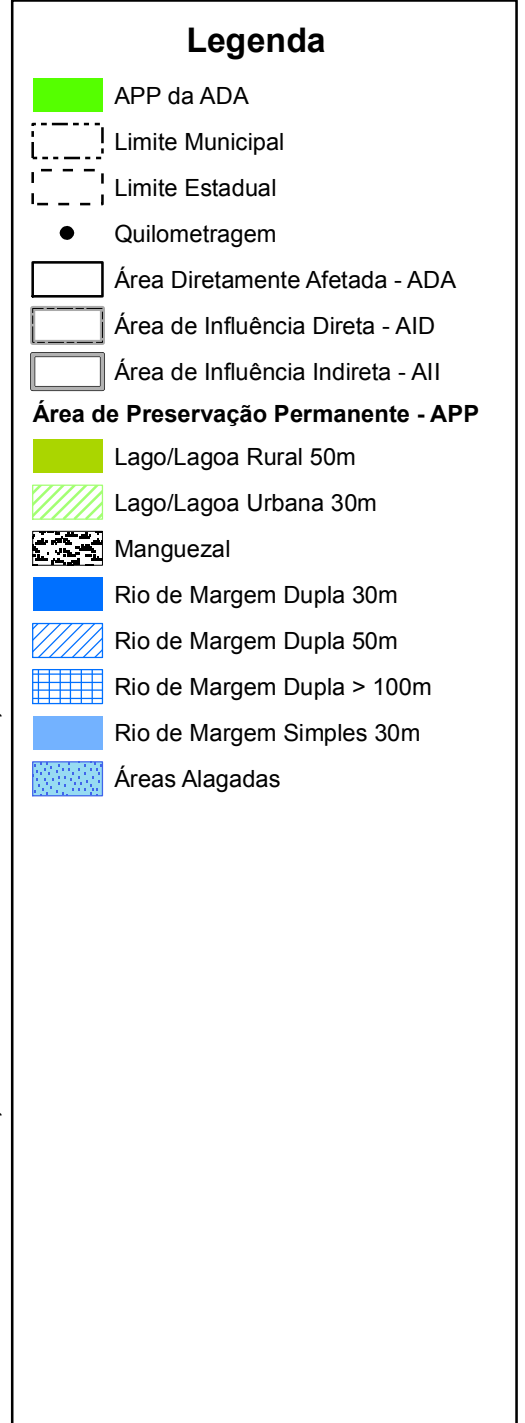 Legenda
APP da ADA
Limite Municipal
Limite Estadual
Quilometragem
Área Diretamente Afetada - ADA
Área de Influência Direta - AID
Área de Influência Indireta - AII
Área de Preservação Permanente - APP
Lago/Lagoa Rural 50m
Lago/Lagoa Urbana 30m
Manguezal
Rio de Margem Dupla 30m
Rio de Margem Dupla 50m
Rio de Margem Dupla > 100m
Rio de Margem Simples 30m
Áreas Alagadas